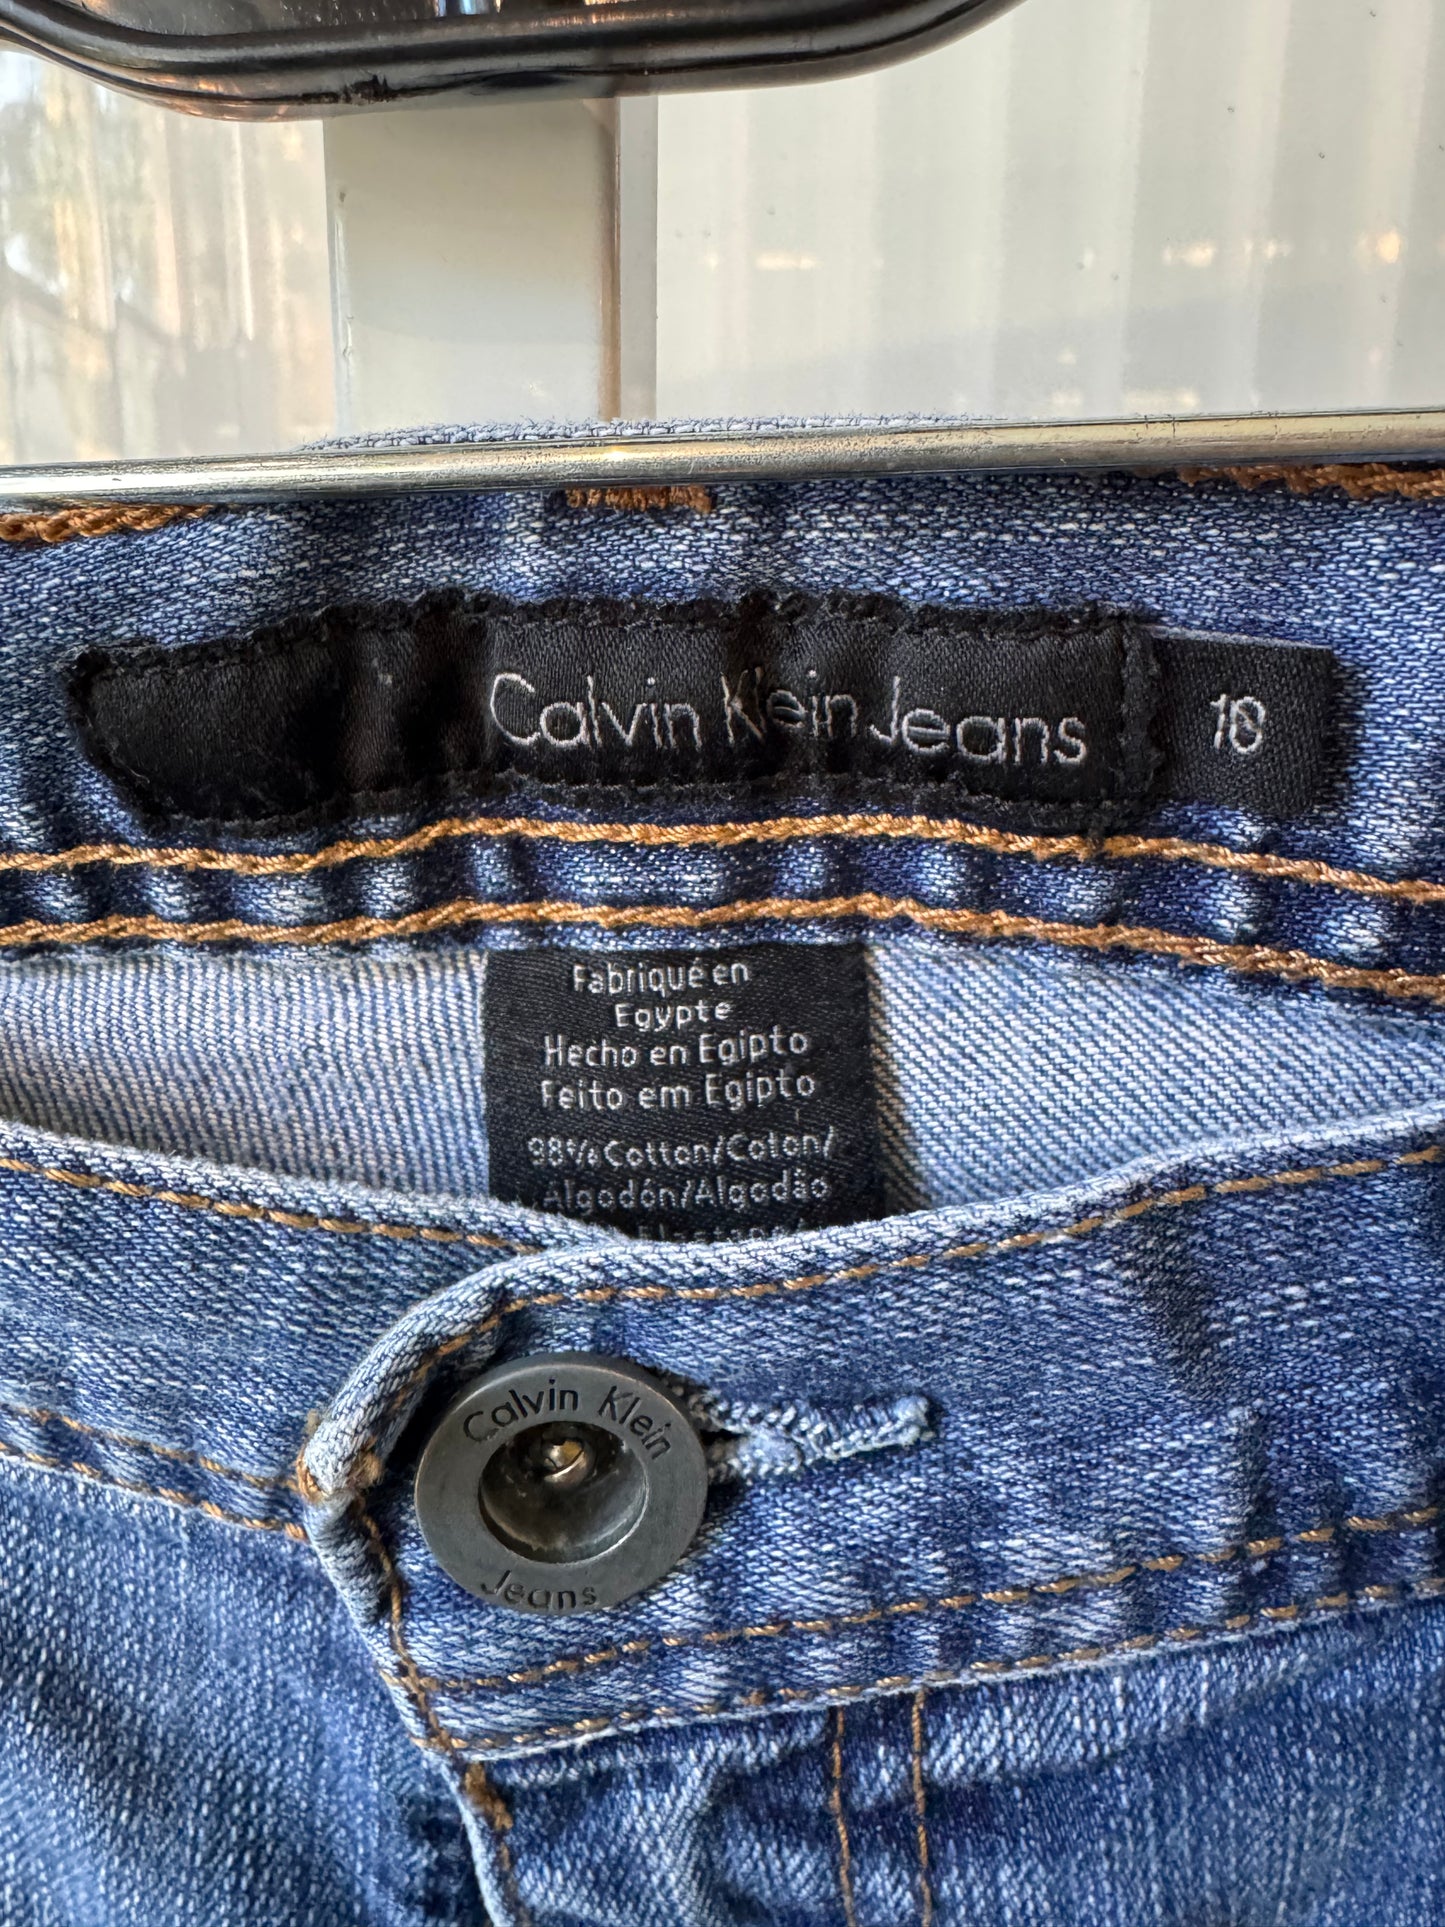 Calvin Klein Jeans 10
Fabriqué en
Egypte
Hecho en Egipto
Feito em Egipto
98% Cotton/Coton/
Algodón/Algodão
Calvin Klein
Jeans